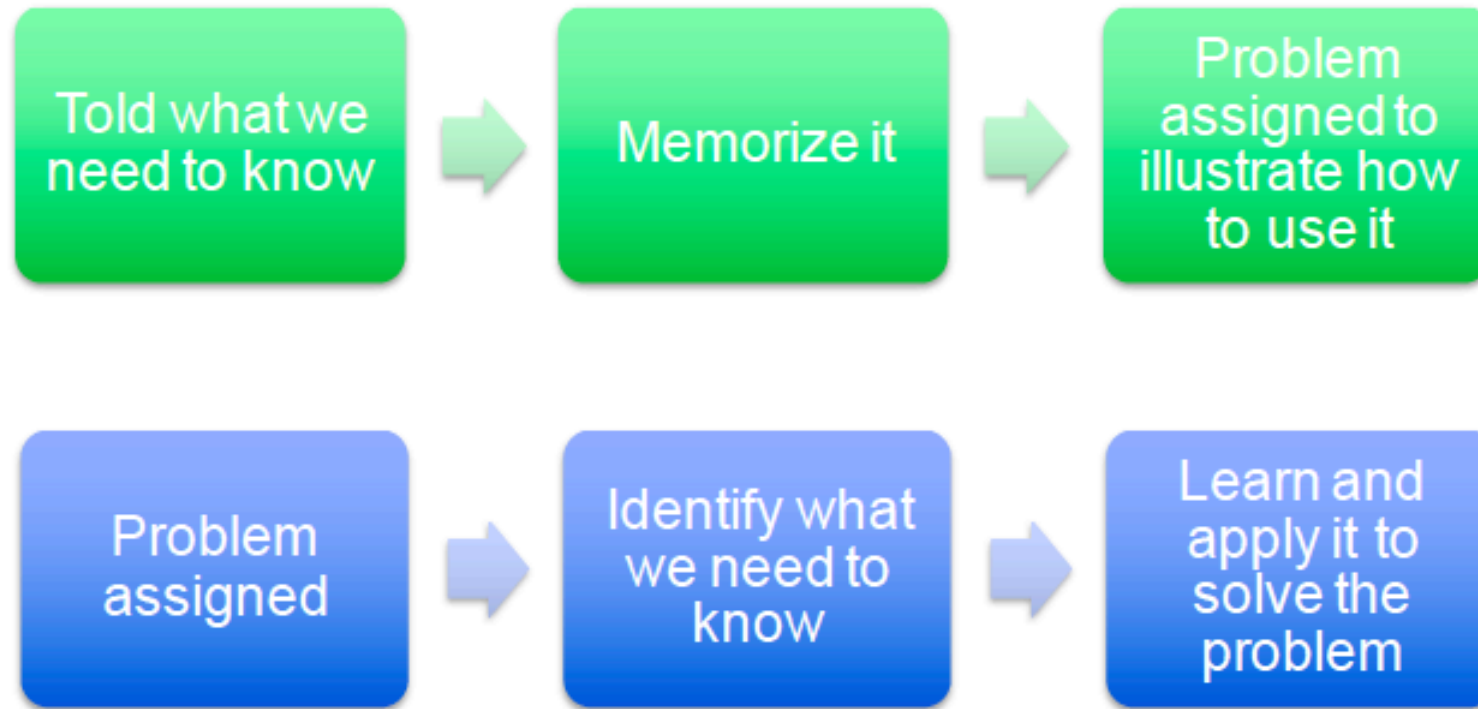 Told what we
need to know
Memorize it
Problem
assigned to
illustrate how
to use it
Problem
assigned
Identify what
we need to
know
Learn and
apply it to
solve the
problem